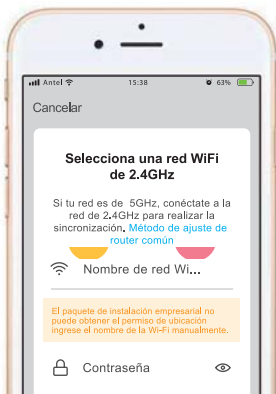 Antel 15:38 63%
Cancelar
Selecciona una red WiFi
de 2.4GHz
Si tu red es de 5GHz, conéctate a la
red de 2.4GHz para realizar la
sincronización. Método de ajuste de
router común
Nombre de red Wi...
El paquete de instalación empresarial no
puede obtener el permiso de ubicación
ingrese el nombre de la Wi-Fi manualmente.
Contraseña